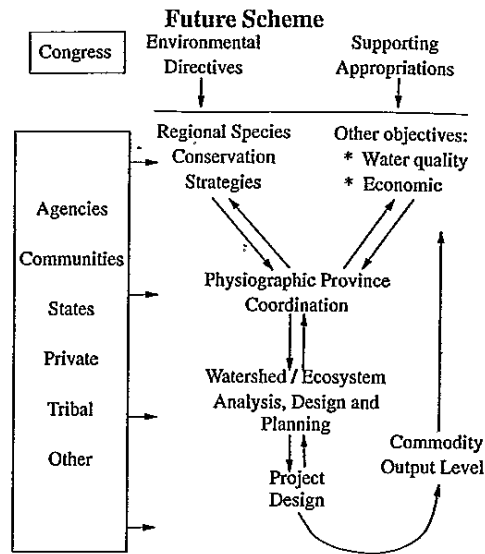 Future Scheme
Congress
Environmental
Directives
Supporting
Appropriations
Agencies
Communities
States
Private
Tribal
Other
Regional Species
Conservation
Strategies
Other objectives:
* Water quality
* Economic
Physiographic Province
Coordination
Watershed / Ecosystem
Analysis, Design and
Planning
Project
Design
Commodity
Output Level